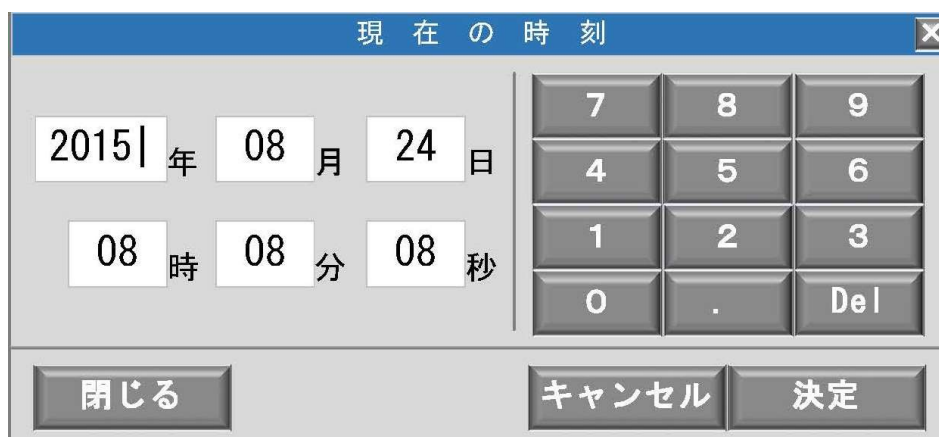 現在の時刻
2015 年 08 月 24 日
08 時 08 分 08 秒
7 8 9
4 5 6
1 2 3
0 . Del
閉じる キャンセル 決定